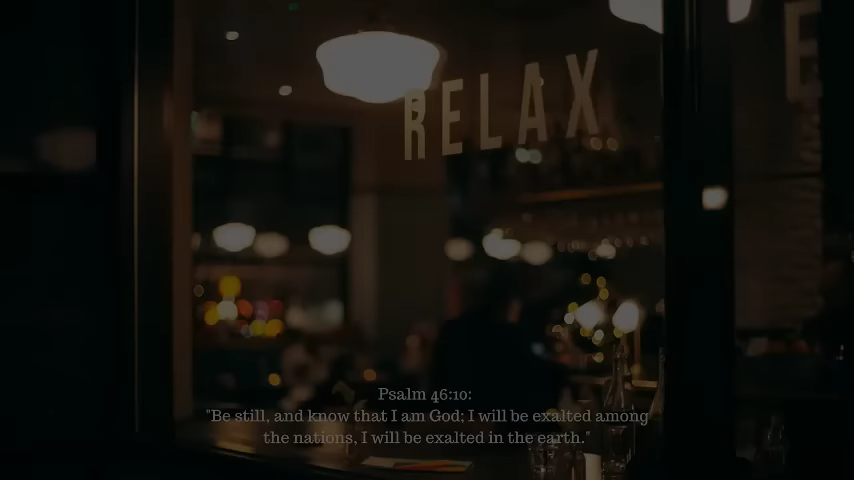 RELAX
E
Psalm 46:10:
"Be still, and know that I am God; I will be exalted among
the nations, I will be exalted in the earth."